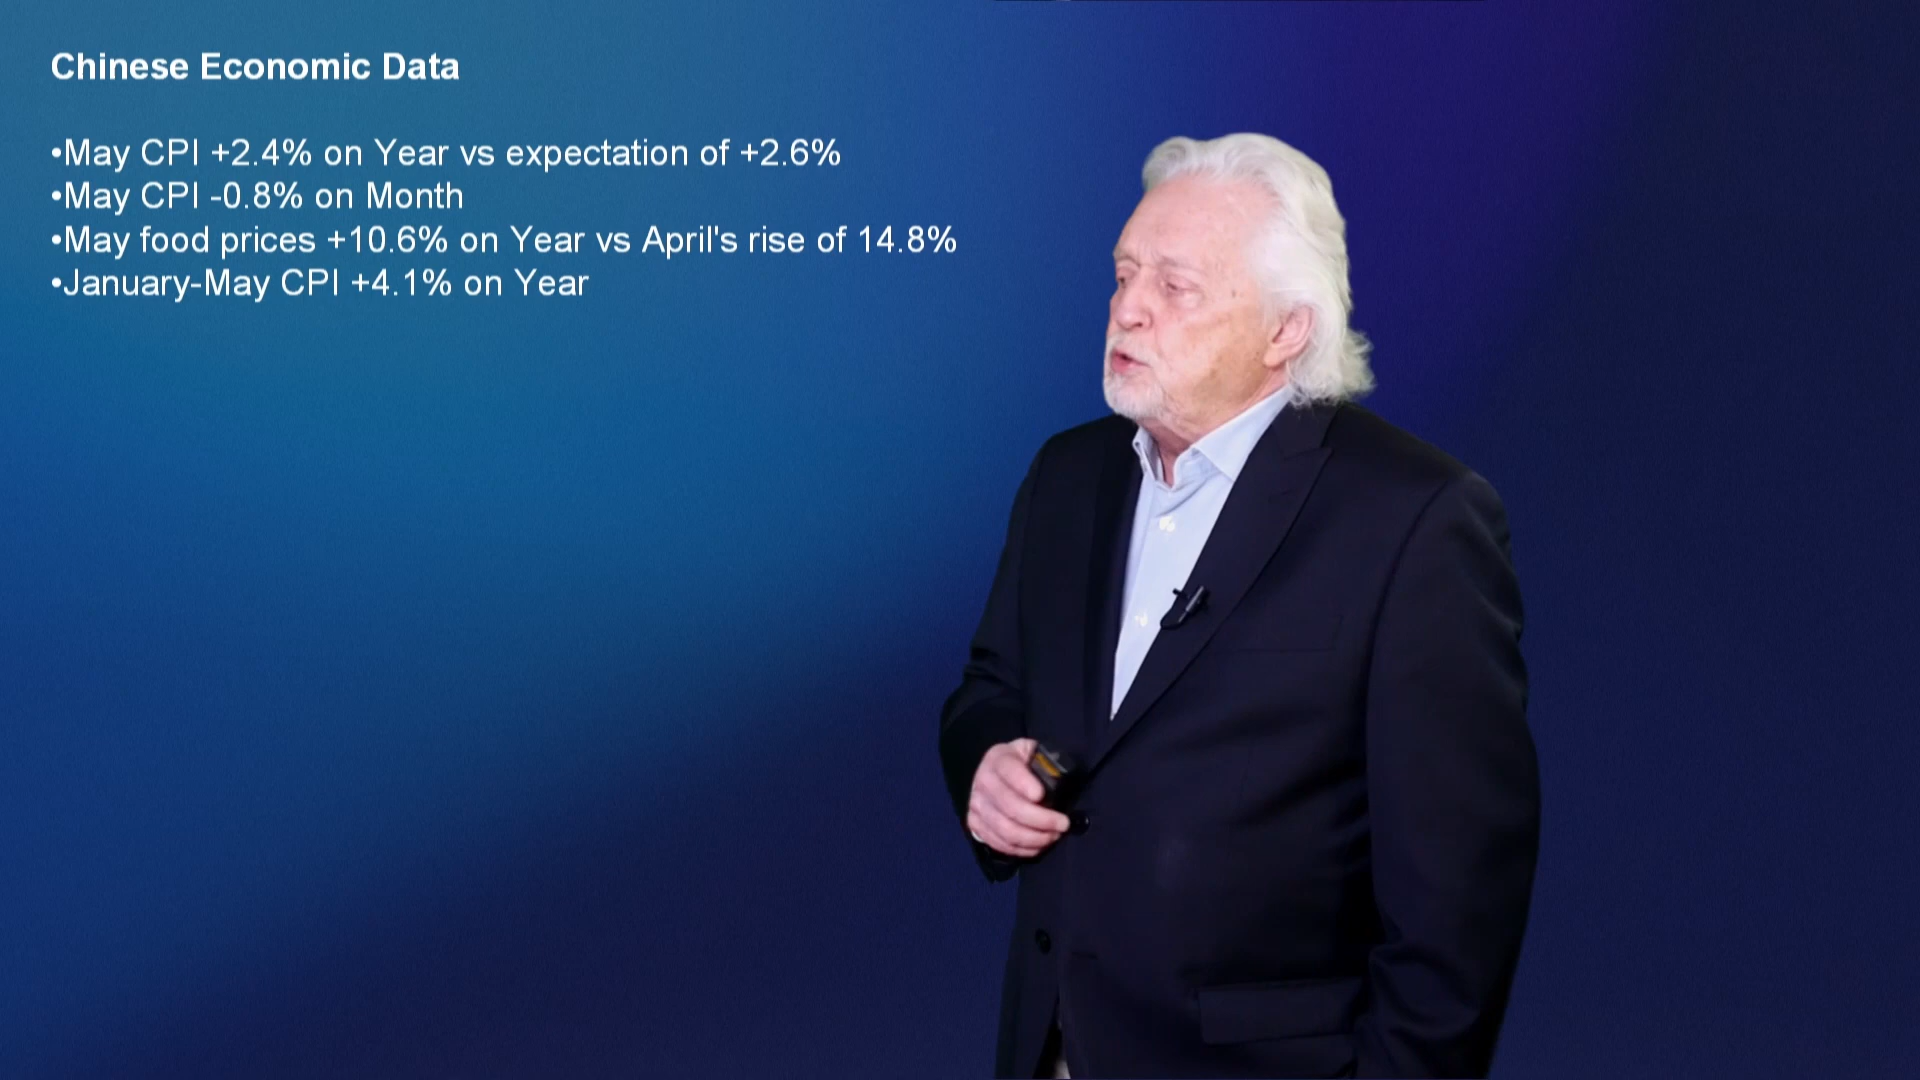 Chinese Economic Data
•May CPI +2.4% on Year vs expectation of +2.6%
•May CPI -0.8% on Month
•May food prices +10.6% on Year vs April's rise of 14.8%
•January-May CPI +4.1% on Year